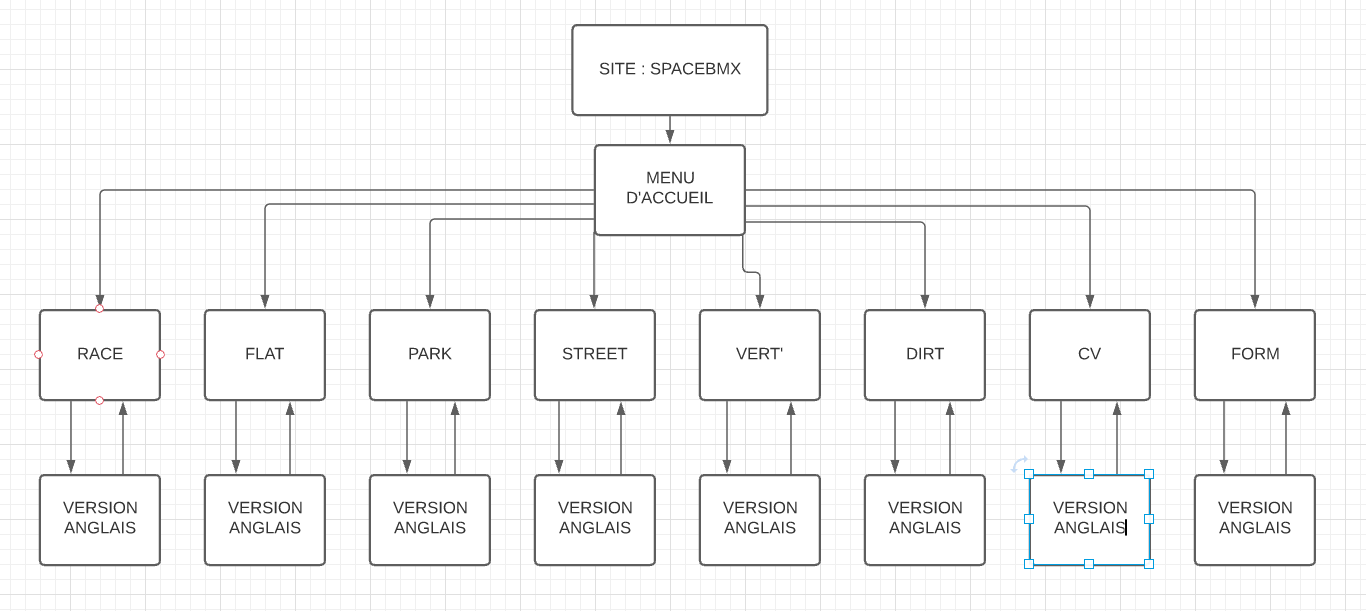 SITE : SPACEBMX
MENU
D'ACCUEIL
RACE
FLAT
PARK
STREET
VERT'
DIRT
CV
FORM
VERSION
ANGLAIS
VERSION
ANGLAIS
VERSION
ANGLAIS
VERSION
ANGLAIS
VERSION
ANGLAIS
VERSION
ANGLAIS
VERSION
ANGLAIS
VERSION
ANGLAIS